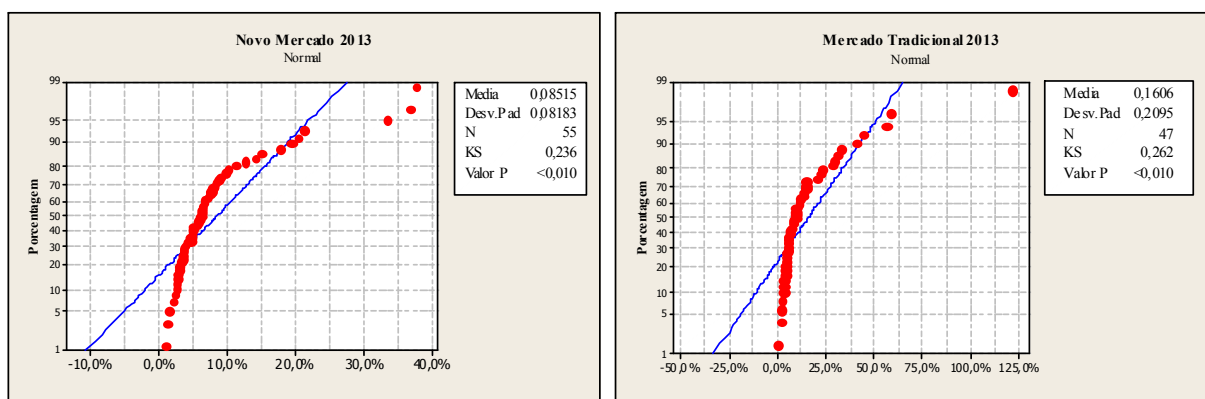 Novo Mercado 2013
Normal
Porcentagem
99
95
90
80
70
60
50
40
30
20
10
5
1
-10,0%
0,0%
10,0%
20,0%
30,0%
40,0%
Media 0,08515
Desv.Pad 0,08183
N 55
KS 0,236
Valor P <0,010
Mercado Tradicional 2013
Normal
Porcentagem
99
95
90
80
70
60
50
40
30
20
10
5
1
-50,0%
-25,0%
0,0%
25,0%
50,0%
75,0%
100,0%
125,0%
Media 0,1606
Desv.Pad 0,2095
N 47
KS 0,262
Valor P <0,010